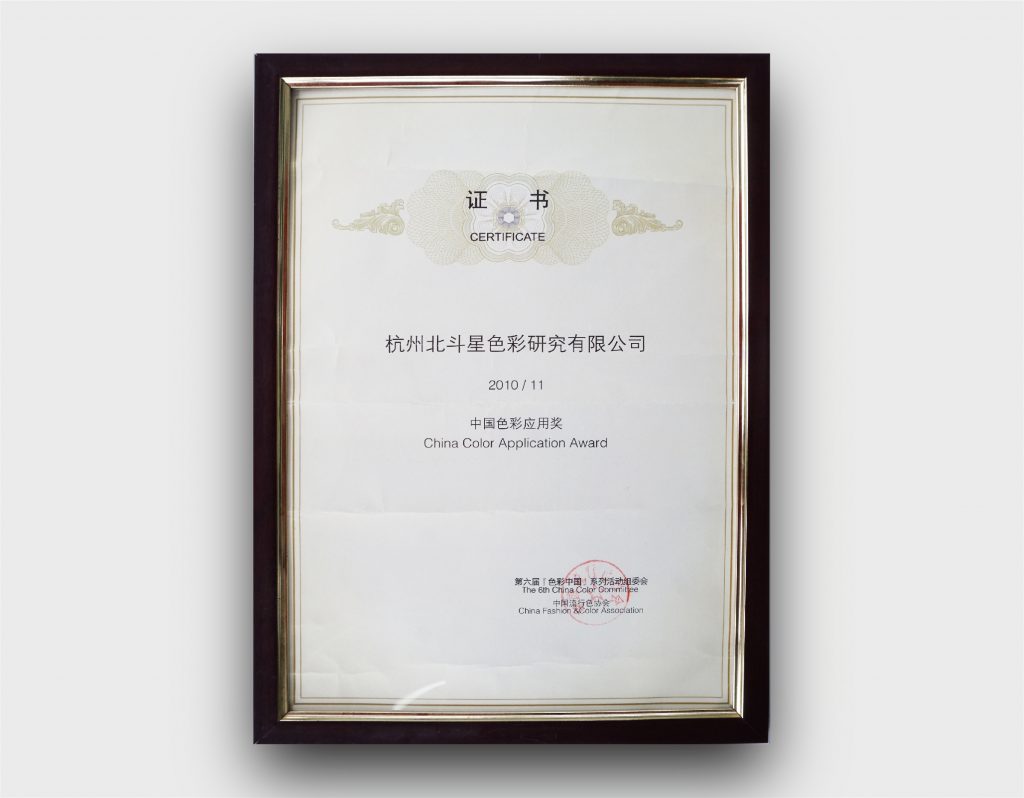 证 书
CERTIFICATE
杭州北斗星色彩研究有限公司
2010 / 11
中国色彩应用奖
China Color Application Award
第六届「色彩中国」系列活动组委会
The 6th China Color Committee
中国流行色协会
China Fashion &Color Association